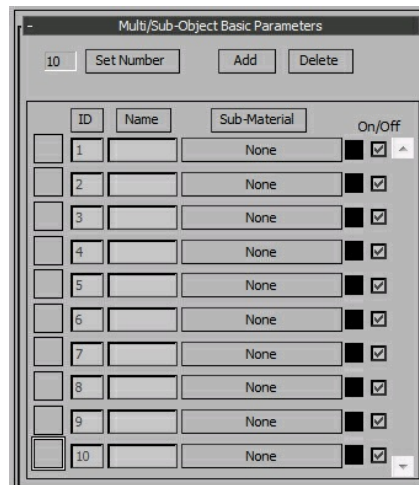 - Multi/Sub-Object Basic Parameters
10 Set Number Add Delete
ID Name Sub-Material On/Off
1 None
2 None
3 None
4 None
5 None
6 None
7 None
8 None
9 None
10 None